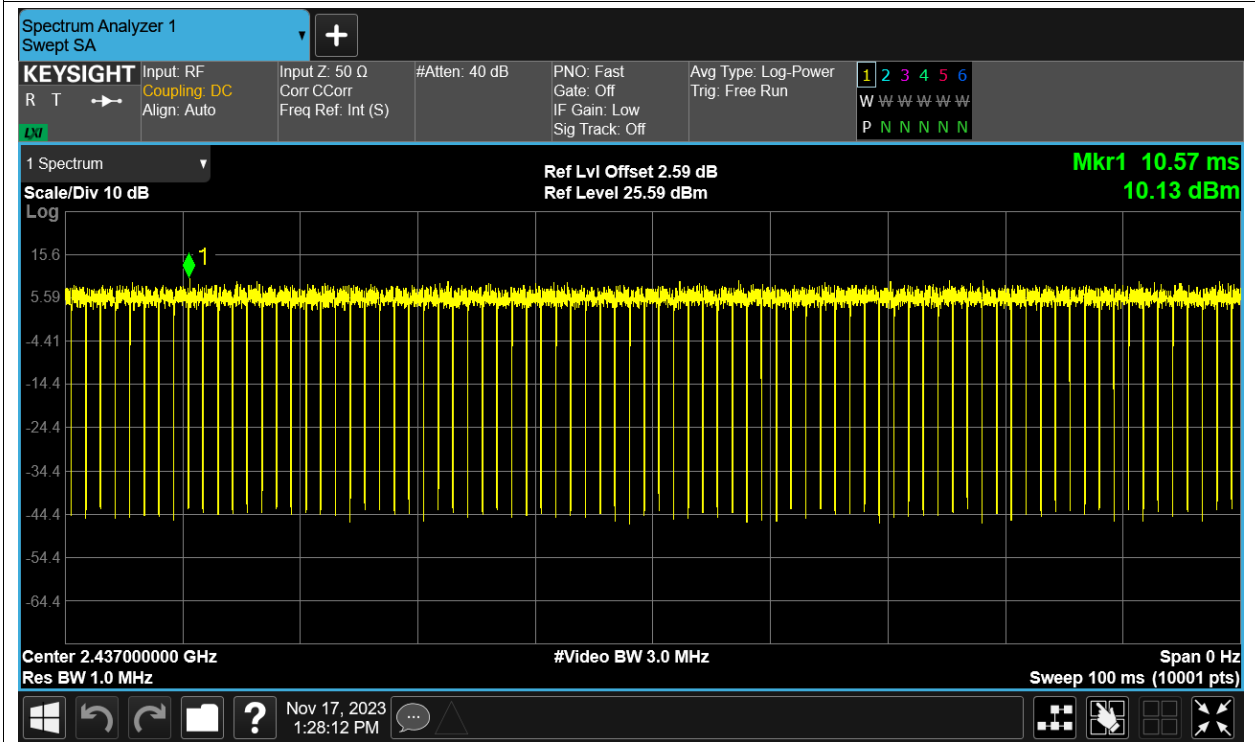 Spectrum Analyzer 1
Swept SA
KEYSIGHT
R T
LXI
Input: RF
Coupling: DC
Align: Auto
Input Z: 50 Ω
Corr CCorr
Freq Ref: Int (S)
#Atten: 40 dB
PNO: Fast
Gate: Off
IF Gain: Low
Sig Track: Off
Avg Type: Log-Power
Trig: Free Run
1 2 3 4 5 6
W W W W W W
P N N N N N
1 Spectrum
Scale/Div 10 dB
Log
Ref Lvl Offset 2.59 dB
Ref Level 25.59 dBm
Mkr1 10.57 ms
10.13 dBm
1
15.6
5.59
-4.41
-14.4
-24.4
-34.4
-44.4
-54.4
-64.4
Center 2.437000000 GHz
Res BW 1.0 MHz
#Video BW 3.0 MHz
Span 0 Hz
Sweep 100 ms (10001 pts)
?
Nov 17, 2023
1:28:12 PM